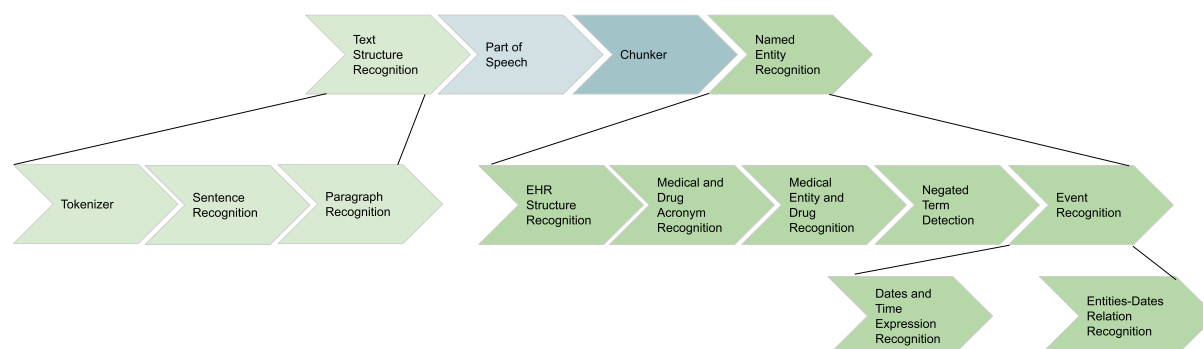 Text
Structure
Recognition
Part of
Speech
Chunker
Named
Entity
Recognition
Tokenizer
Sentence
Recognition
Paragraph
Recognition
EHR
Structure
Recognition
Medical and
Drug
Acronym
Recognition
Medical
Entity and
Drug
Recognition
Negated
Term
Detection
Event
Recognition
Dates and
Time
Expression
Recognition
Entities-Dates
Relation
Recognition